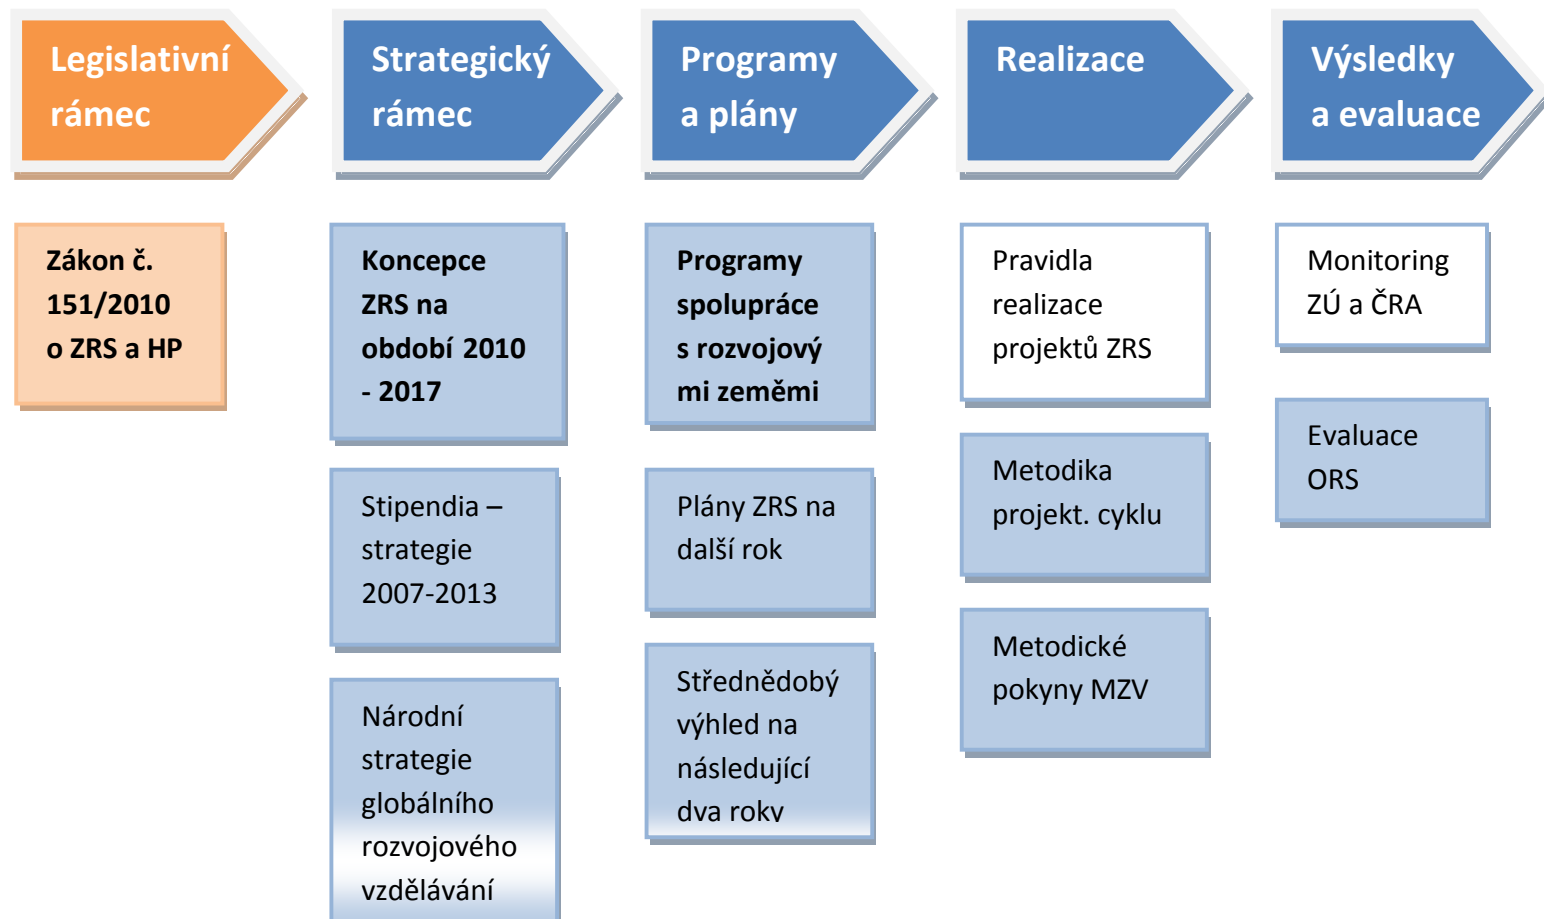 Legislativní
rámec
Strategický
rámec
Programy
a plány
Realizace
Výsledky
a evaluace
Zákon č.
151/2010
o ZRS a HP
Koncepce
ZRS na
období 2010
- 2017
Stipendia –
strategie
2007-2013
Národní
strategie
globálního
rozvojového
vzdělávání
Programy
spolupráce
s rozvojový
mi zeměmi
Plány ZRS na
další rok
Střednědobý
výhled na
následující
dva roky
Pravidla
realizace
projektů ZRS
Metodika
projekt. cyklu
Metodické
pokyny MZV
Monitoring
ZÚ a ČRA
Evaluace
ORS